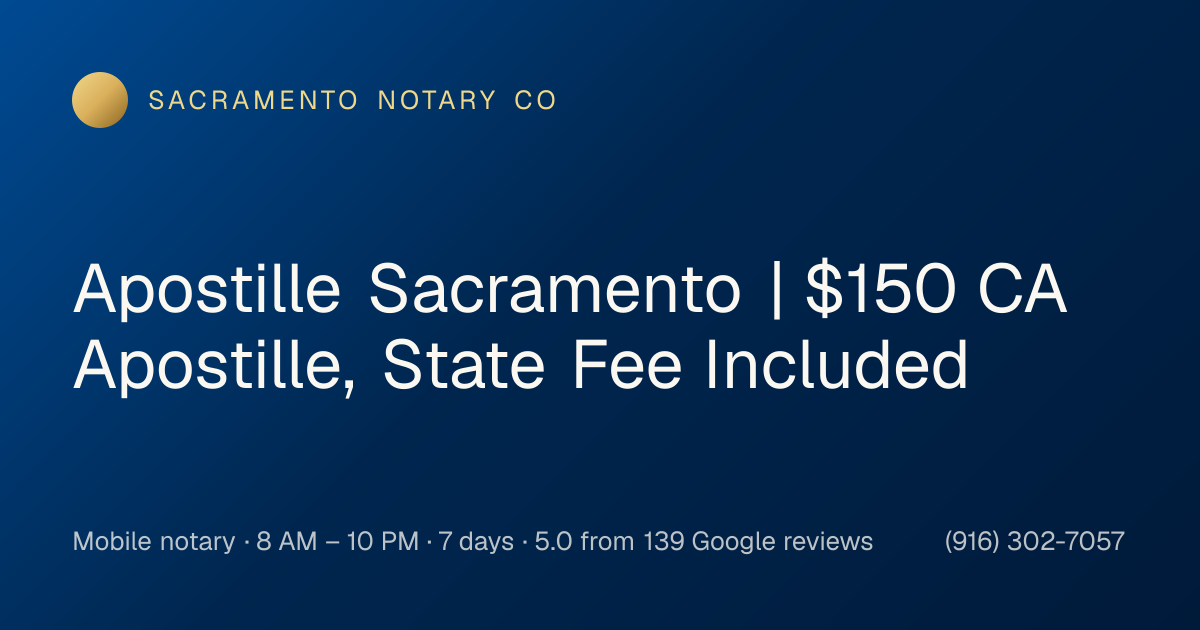 SACRAMENTO NOTARY CO
Apostille Sacramento | $150 CA
Apostille, State Fee Included
Mobile notary · 8 AM – 10 PM · 7 days · 5.0 from 139 Google reviews (916) 302-7057